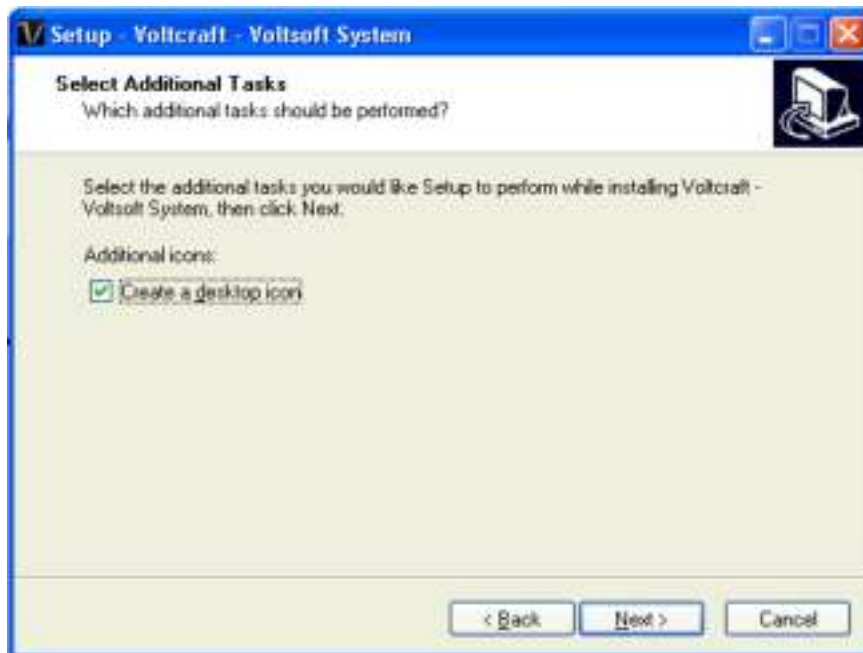 Setup - Voltcraft - Voltsoft System
Select Additional Tasks
Which additional tasks should be performed?
Select the additional tasks you would like Setup to perform while installing Voltcraft -
Voltsoft System, then click Next.
Additional icons:
Create a desktop icon
< Back
Next >
Cancel